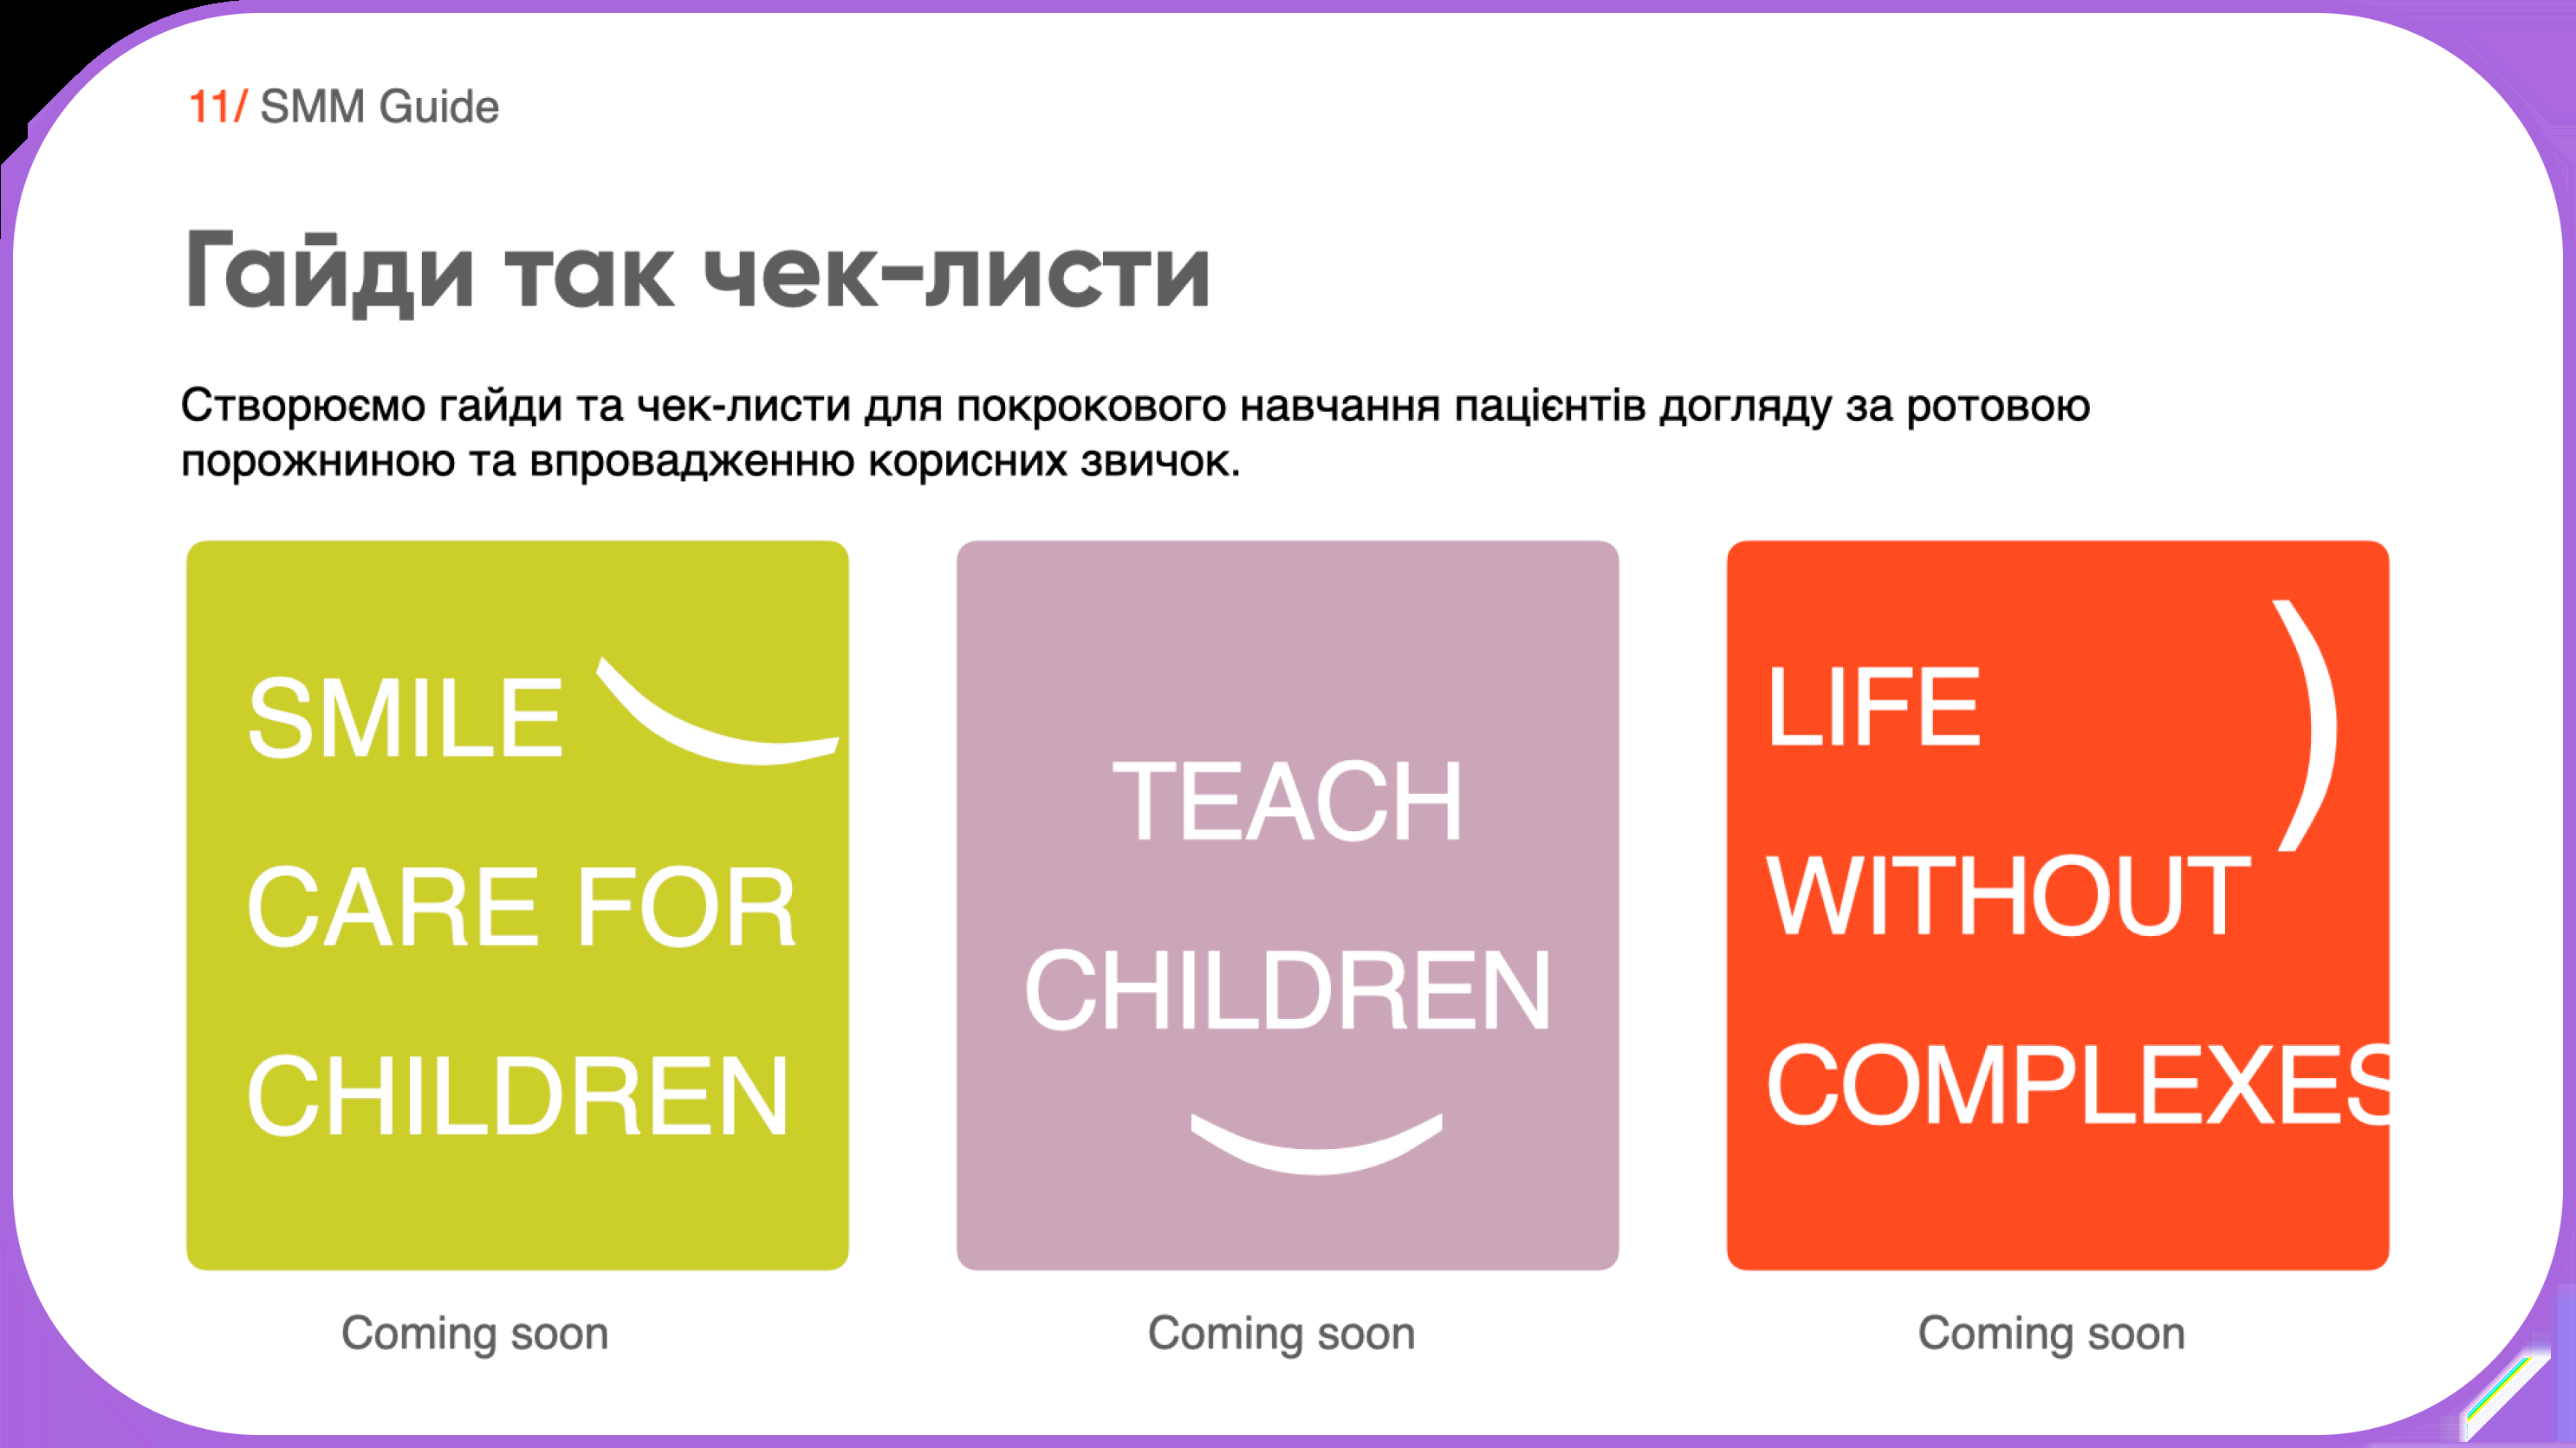 11/ SMM Guide
Гайди так чек-листи
Створюємо гайди та чек-листи для покрокового навчання пацієнтів догляду за ротовою
порожниною та впровадженню корисних звичок.
SMILE
CARE FOR
CHILDREN
Coming soon
TEACH
CHILDREN
Coming soon
LIFE
WITHOUT
COMPLEXES
Coming soon